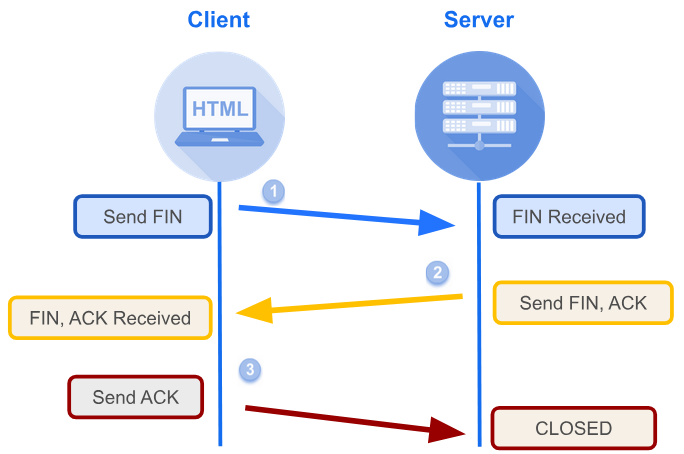 Client
Server
HTML
1
Send FIN
FIN Received
2
FIN, ACK Received
Send FIN, ACK
3
Send ACK
CLOSED